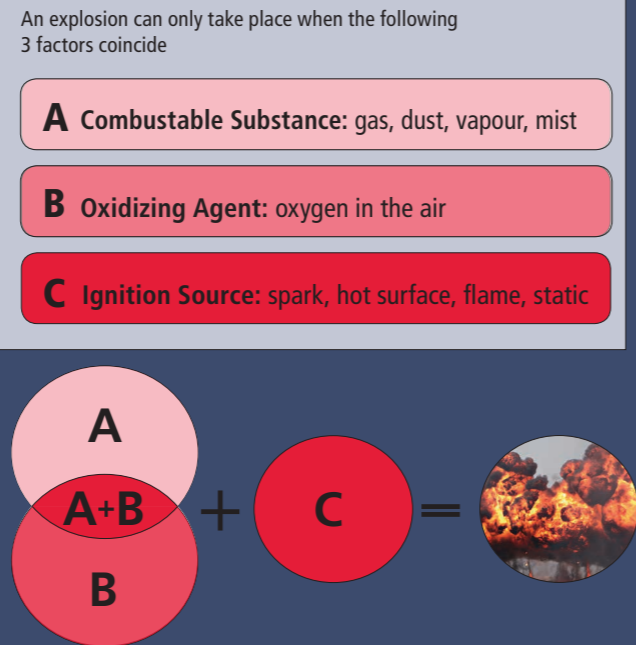 An explosion can only take place when the following
3 factors coincide
A Combustable Substance: gas, dust, vapour, mist
B Oxidizing Agent: oxygen in the air
C Ignition Source: spark, hot surface, flame, static
A
A+B
B
+
C
=